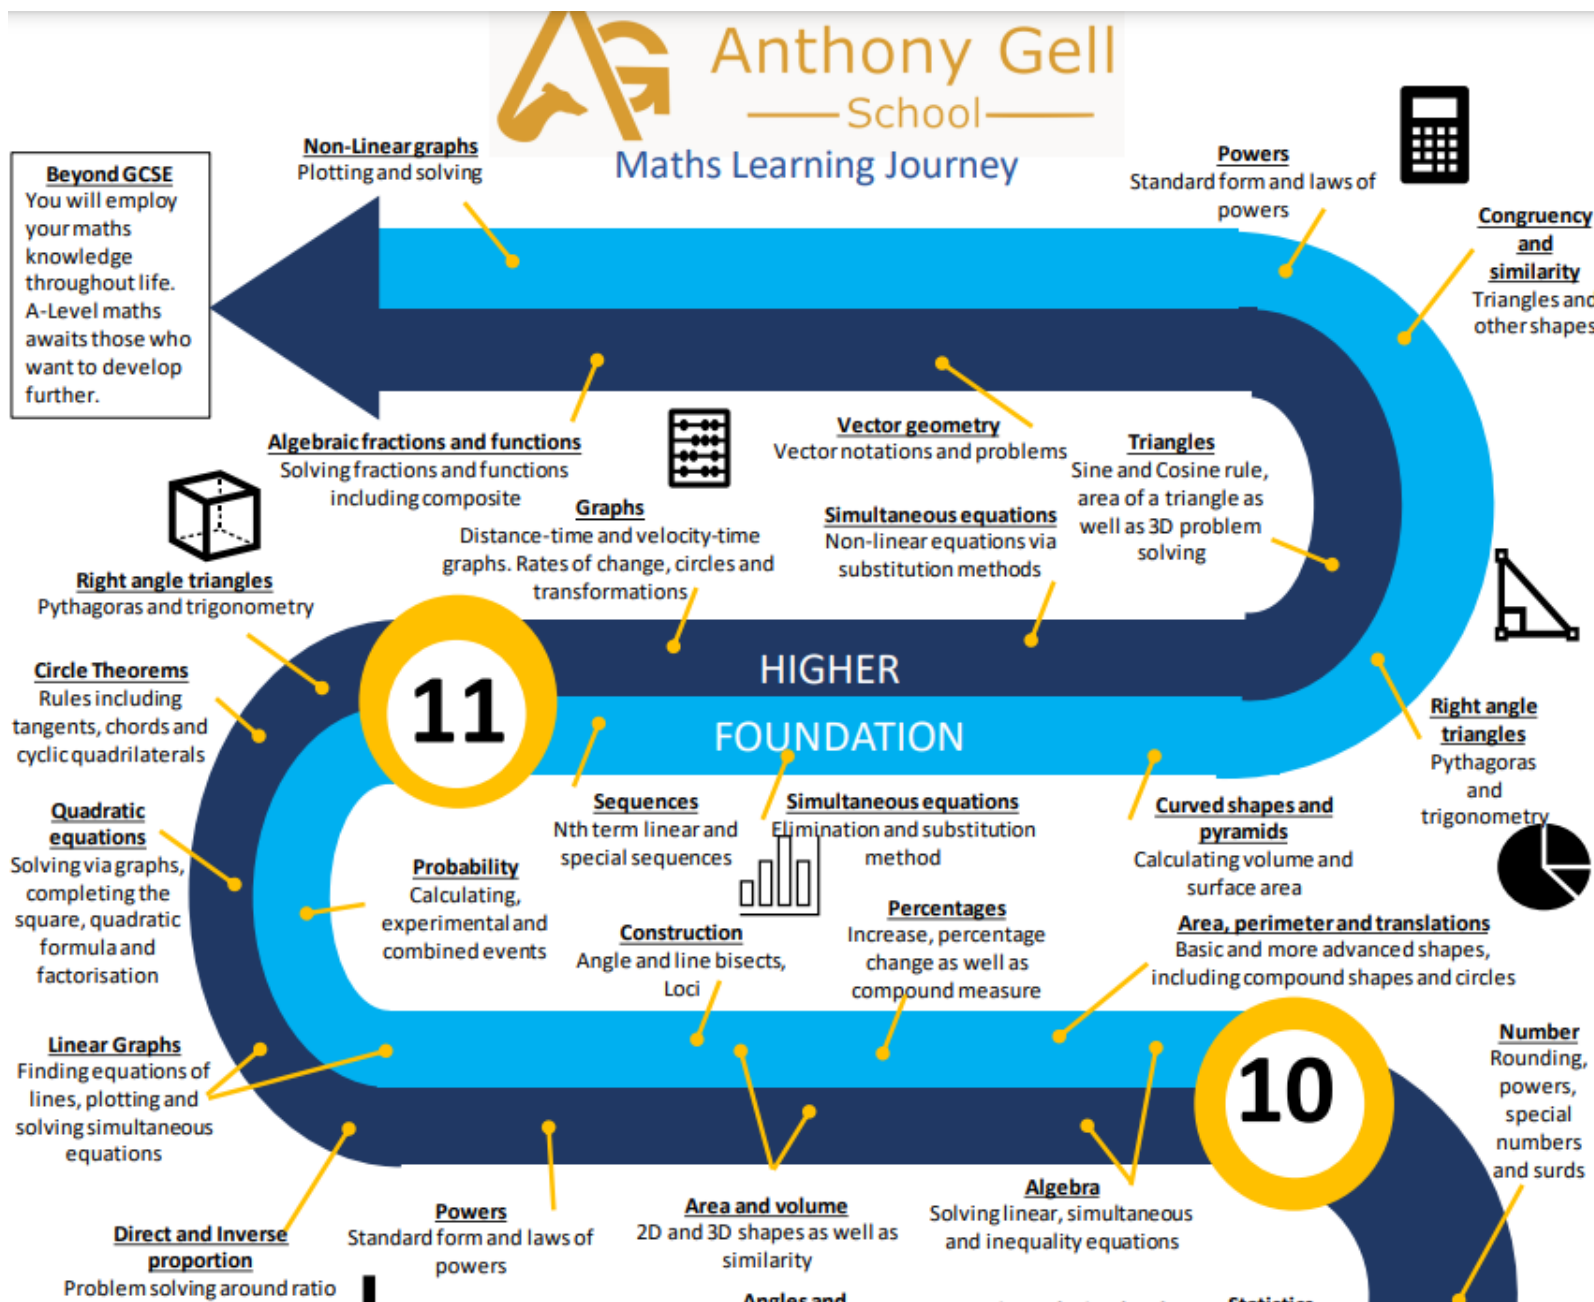 Anthony Gell
School
Maths Learning Journey
Beyond GCSE
You will employ
your maths
knowledge
throughout life.
A-Level maths
awaits those who
want to develop
further.
Non-Linear graphs
Plotting and solving
Powers
Standard form and laws of
powers
Congruency
and
similarity
Triangles and
other shapes
Algebraic fractions and functions
Solving fractions and functions
including composite
Vector geometry
Vector notations and problems
Triangles
Sine and Cosine rule,
area of a triangle as
well as 3D problem
solving
Graphs
Distance-time and velocity-time
graphs. Rates of change, circles and
transformations
Simultaneous equations
Non-linear equations via
substitution methods
Right angle triangles
Pythagoras and trigonometry
Circle Theorems
Rules including
tangents, chords and
cyclic quadrilaterals
11
HIGHER
FOUNDATION
Right angle
triangles
Pythagoras
and
trigonometry
Quadratic
equations
Solving via graphs,
completing the
square, quadratic
formula and
factorisation
Sequences
Nth term linear and
special sequences
Simultaneous equations
Elimination and substitution
method
Curved shapes and
pyramids
Calculating volume and
surface area
Probability
Calculating,
experimental and
combined events
Construction
Angle and line bisects,
Loci
Percentages
Increase, percentage
change as well as
compound measure
Area, perimeter and translations
Basic and more advanced shapes,
including compound shapes and circles
Linear Graphs
Finding equations of
lines, plotting and
solving simultaneous
equations
10
Number
Rounding,
powers,
special
numbers
and surds
Direct and Inverse
proportion
Problem solving around ratio
Powers
Standard form and laws of
powers
Area and volume
2D and 3D shapes as well as
similarity
Algebra
Solving linear, simultaneous
and inequality equations
Angles and
Statistics